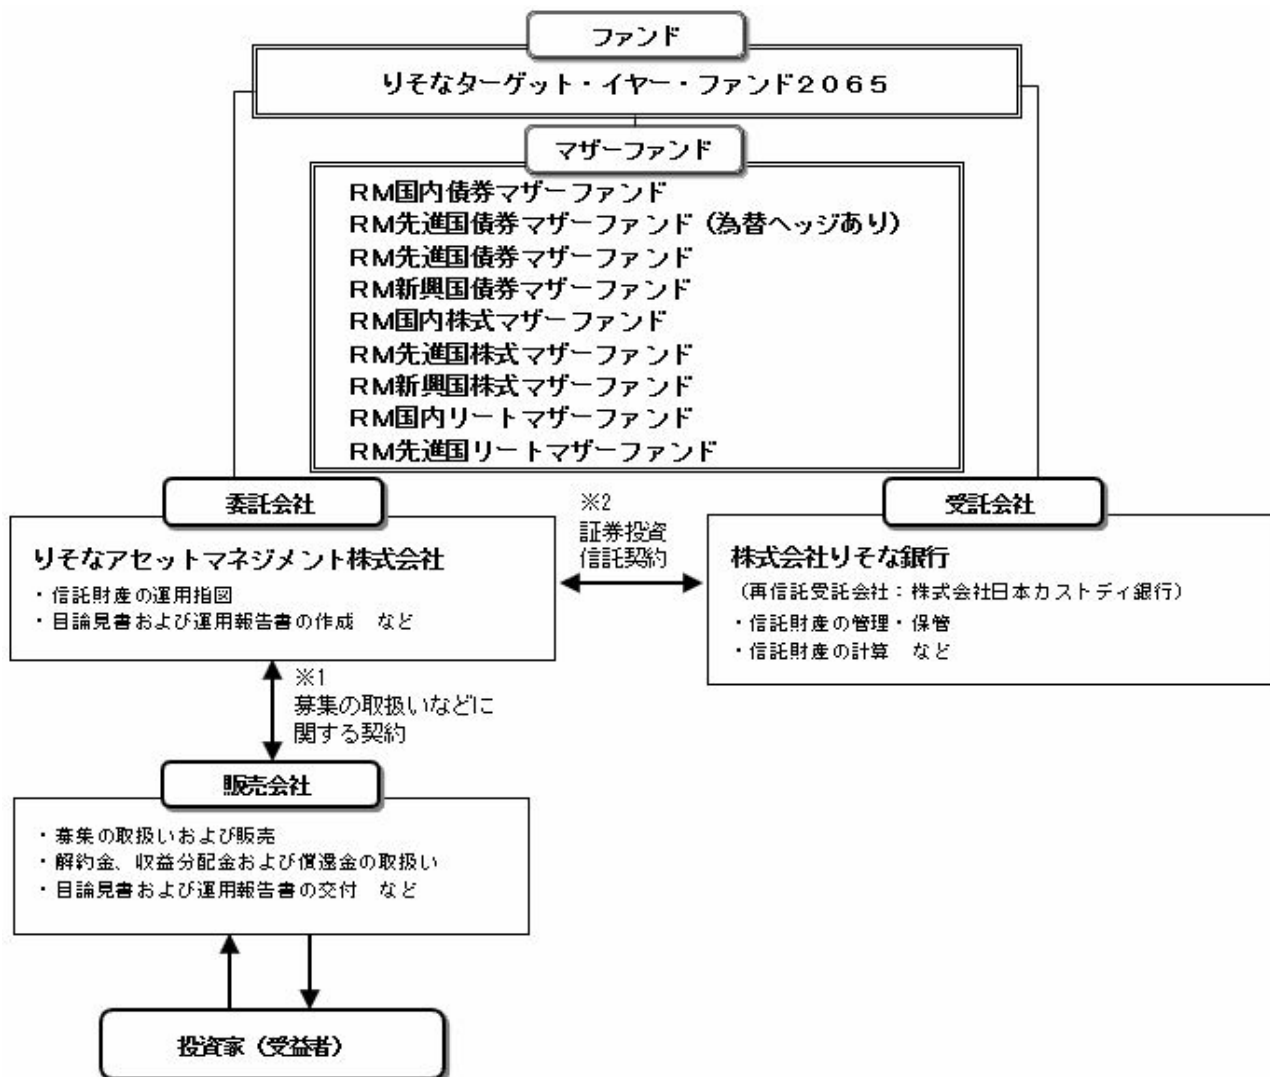 ファンド
りそなターゲット・イヤー・ファンド2065
マザーファンド
RM国内債券マザーファンド
RM先進国債券マザーファンド(為替ヘッジあり)
RM先進国債券マザーファンド
RM新興国債券マザーファンド
RM国内株式マザーファンド
RM先進国株式マザーファンド
RM新興国株式マザーファンド
RM国内リートマザーファンド
RM先進国リートマザーファンド
委託会社
りそなアセットマネジメント株式会社
・信託財産の運用指図
・目論見書および運用報告書の作成 など
※2
証券投資
信託契約
受託会社
株式会社りそな銀行
(再信託受託会社:株式会社日本カストディ銀行)
・信託財産の管理・保管
・信託財産の計算 など
※1
募集の取扱いなどに
関する契約
販売会社
・募集の取扱いおよび販売
・解約金、収益分配金および償還金の取扱い
・目論見書および運用報告書の交付 など
投資家(受益者)